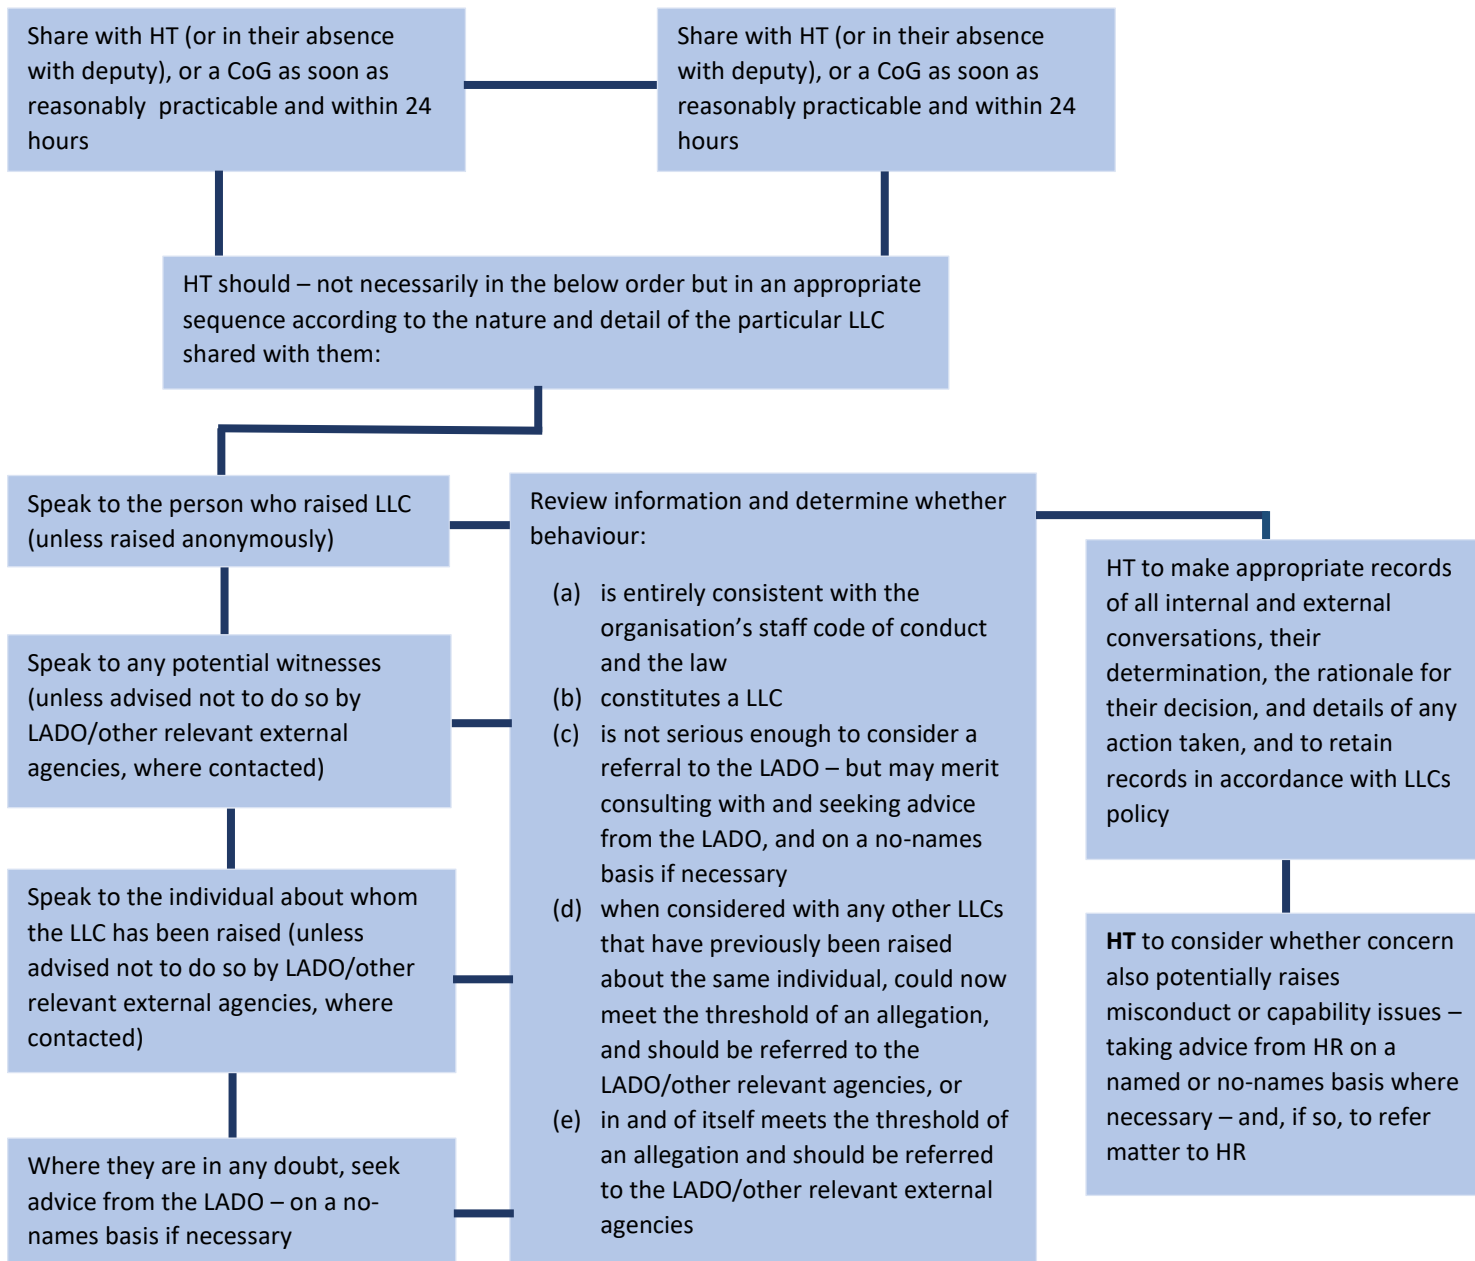 Share with HT (or in their absence
with deputy), or a CoG as soon as
reasonably  practicable and within 24
hours
Share with HT (or in their absence
with deputy), or a CoG as soon as
reasonably practicable and within 24
hours
HT should – not necessarily in the below order but in an appropriate
sequence according to the nature and detail of the particular LLC
shared with them:
Speak to the person who raised LLC
(unless raised anonymously)
Speak to any potential witnesses
(unless advised not to do so by
LADO/other relevant external
agencies, where contacted)
Speak to the individual about whom
the LLC has been raised (unless
advised not to do so by LADO/other
relevant external agencies, where
contacted)
Where they are in any doubt, seek
advice from the LADO – on a no-
names basis if necessary
Review information and determine whether
behaviour:
(a) is entirely consistent with the
organisation’s staff code of conduct
and the law
(b) constitutes a LLC
(c) is not serious enough to consider a
referral to the LADO – but may merit
consulting with and seeking advice
from the LADO, and on a no-names
basis if necessary
(d) when considered with any other LLCs
that have previously been raised
about the same individual, could now
meet the threshold of an allegation,
and should be referred to the
LADO/other relevant agencies, or
(e) in and of itself meets the threshold of
an allegation and should be referred
to the LADO/other relevant external
agencies
HT to make appropriate records
of all internal and external
conversations, their
determination, the rationale for
their decision, and details of any
action taken, and to retain
records in accordance with LLCs
policy
HT to consider whether concern
also potentially raises
misconduct or capability issues –
taking advice from HR on a
named or no-names basis where
necessary – and, if so, to refer
matter to HR